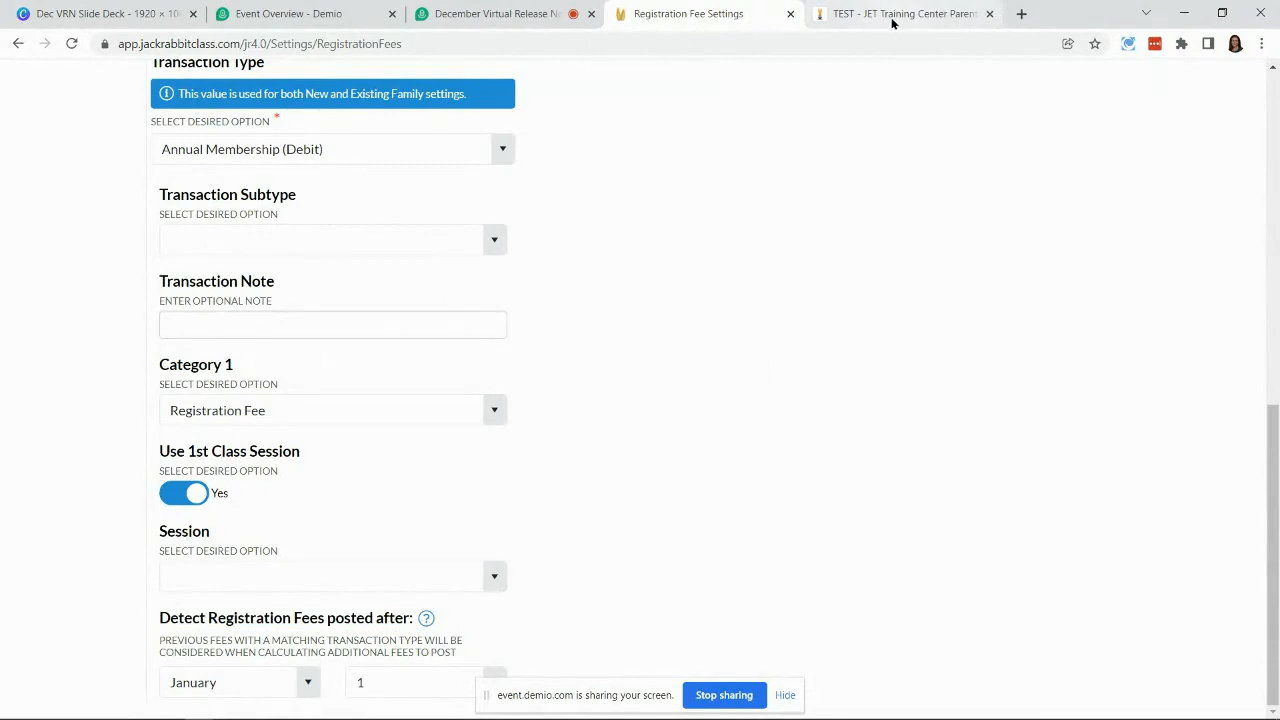 Dec VRN Slide Deck - 1920 × 10
Event Overview - Demio
December Virtual Release N
Registration Fee Settings
TEST - JET Training Center Parent
app.jackrabbitclass.com/jr4.0/Settings/RegistrationFees
Transaction Type
This value is used for both New and Existing Family settings.
SELECT DESIRED OPTION *
Annual Membership (Debit)
Transaction Subtype
SELECT DESIRED OPTION
Transaction Note
ENTER OPTIONAL NOTE
Category 1
SELECT DESIRED OPTION
Registration Fee
Use 1st Class Session
SELECT DESIRED OPTION
Yes
Session
SELECT DESIRED OPTION
Detect Registration Fees posted after: ?
PREVIOUS FEES WITH A MATCHING TRANSACTION TYPE WILL BE
CONSIDERED WHEN CALCULATING ADDITIONAL FEES TO POST
January 1
event.demio.com is sharing your screen. Stop sharing Hide